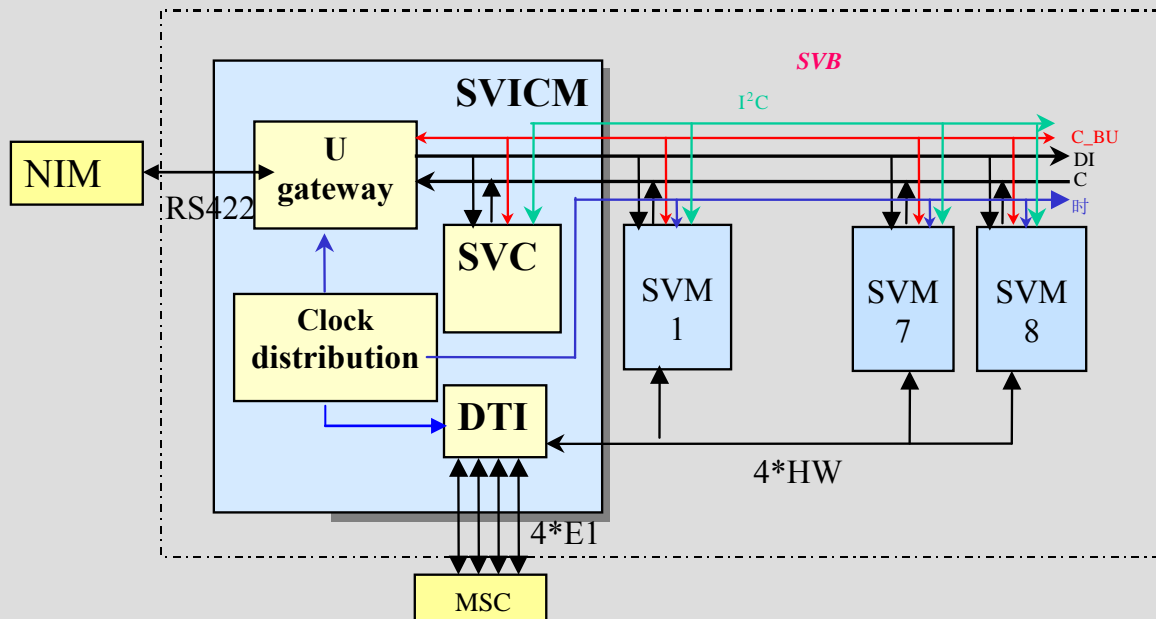 SVB
SVICM
I²C
U
gateway
C_BU
DI
C
时
NIM
RS422
SVC
SVM
1
SVM
7
SVM
8
Clock
distribution
DTI
4*HW
4*E1
MSC